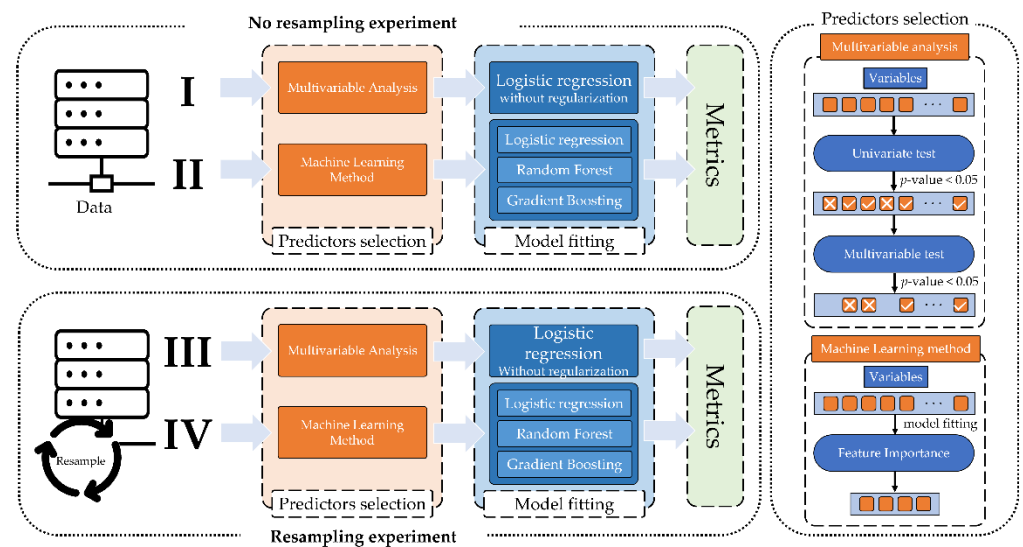 No resampling experiment
I
II
Data
Multivariable Analysis
Machine Learning
Method
Predictors selection
Logistic regression
without regularization
Logistic regression
Random Forest
Gradient Boosting
Model fitting
Metrics
III
IV
Resample
Multivariable Analysis
Machine Learning
Method
Predictors selection
Logistic
regression
Without regularization
Logistic regression
Random Forest
Gradient Boosting
Model fitting
Metrics
Resampling experiment
Predictors selection
Multivariable analysis
Variables
...
Univariate test
p-value < 0.05
...
Multivariable test
p-value < 0.05
...
Machine Learning method
Variables
...
model fitting
Feature Importance